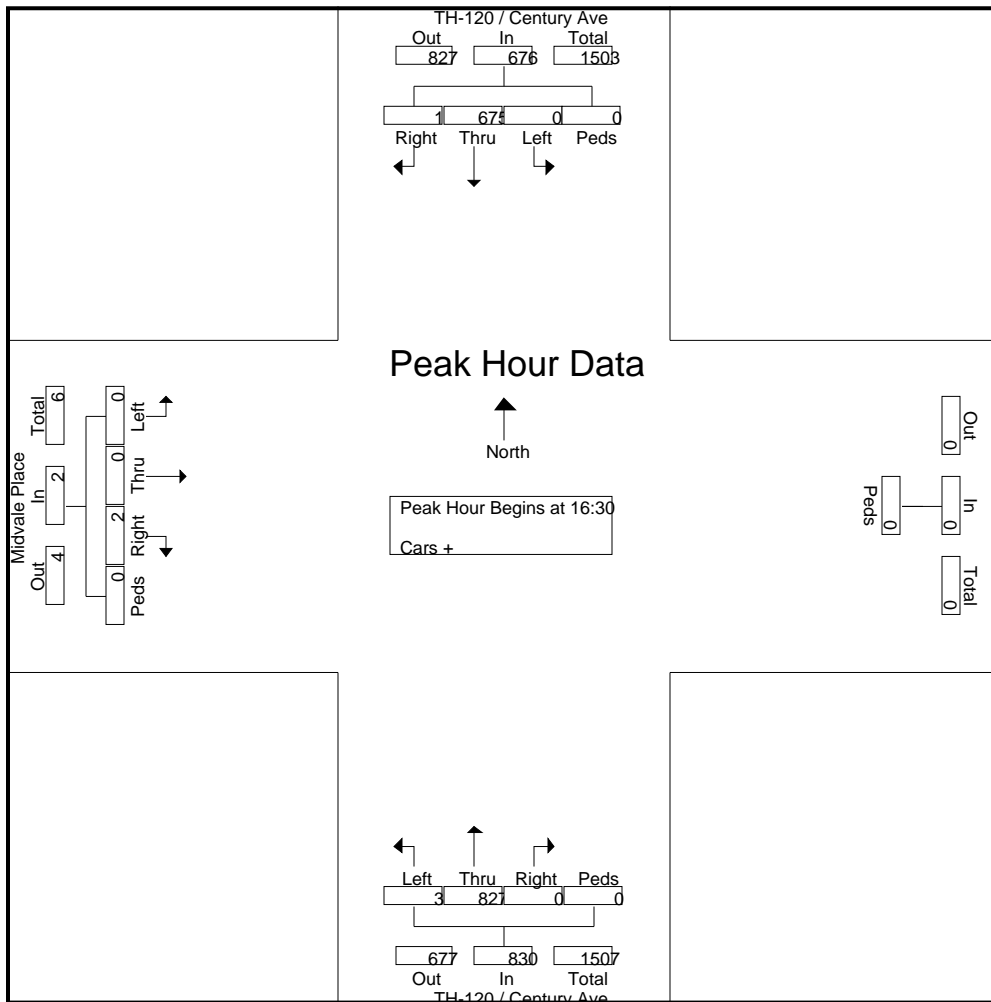 TH-120 / Century Ave
Out In Total
827 676 1503
1 675 0 0
Right Thru Left Peds
Peak Hour Data
North
Peak Hour Begins at 16:30
Cars +
Midvale Place
Out In Total
4 2 6
0 2 0 0
Peds Right Thru Left
Out In Total
0 0 0
0
Peds
Left Thru Right Peds
3 827 0 0
677 830 1507
Out In Total
TH-120 / Century Ave